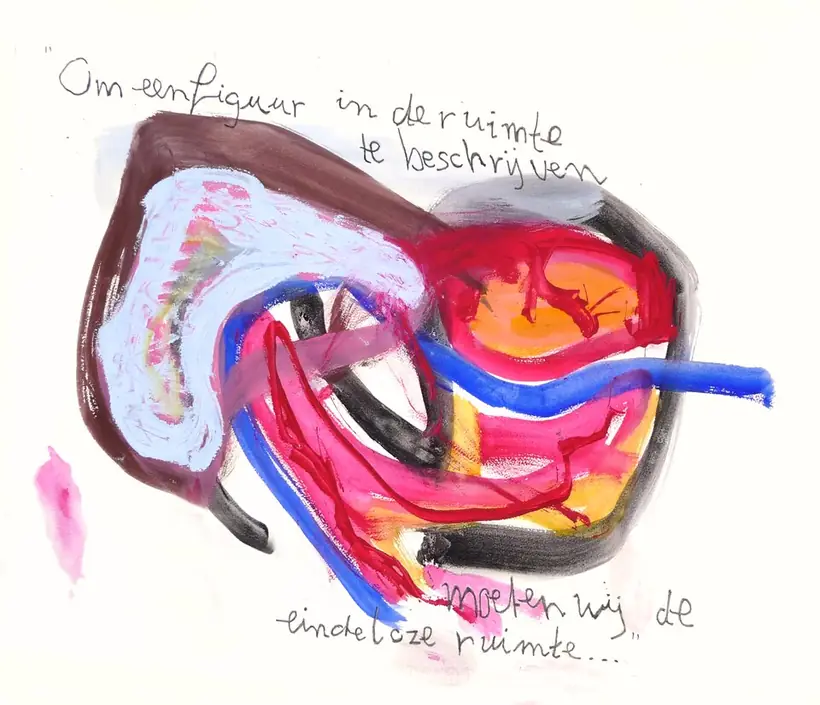 "Om een figuur in de ruimte
te beschrijven
moeten wij de
eindeloze ruimte..."